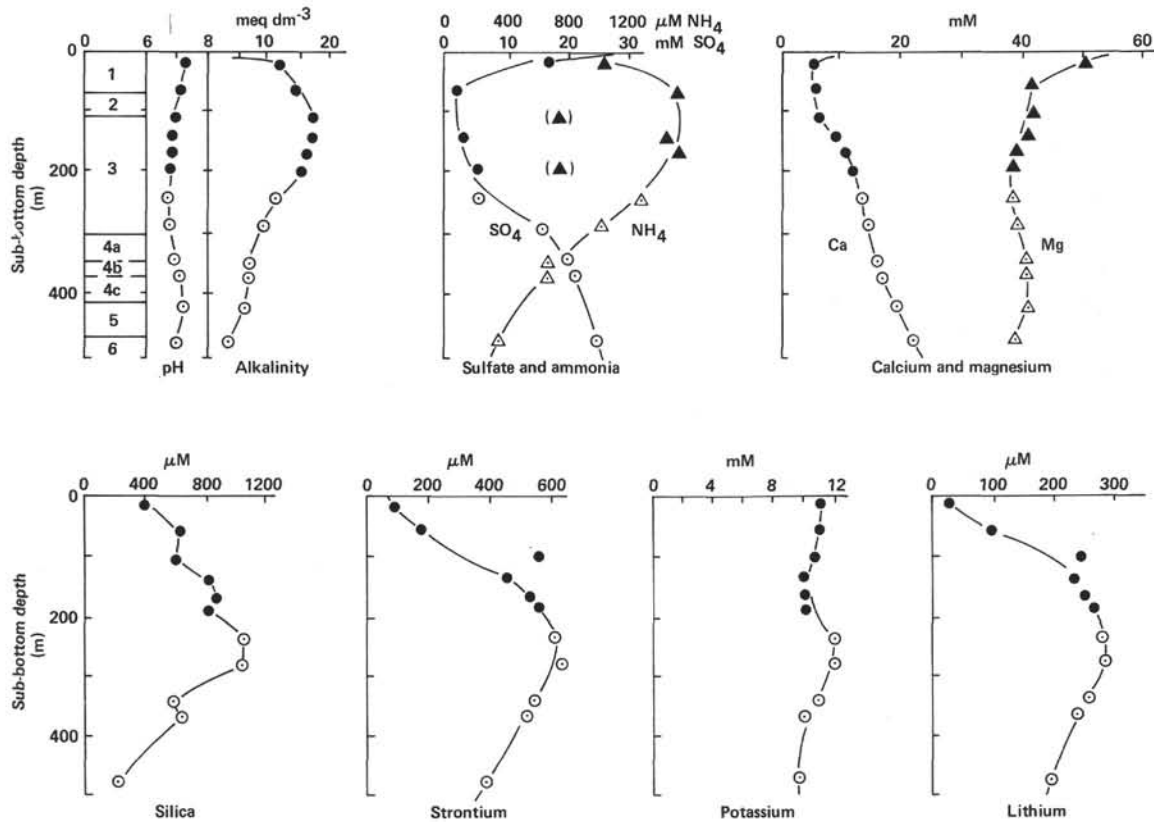 meq dm-3
0 400 800 1200 μM NH4
mM
0 6 6 8 10 20
0 10 20 30 mM SO4
0 20 40 60
Sub-bottom depth
(m)
0
200
400
1
2
3
4a
4b
4c
5
6
SO4
NH4
Ca
Mg
pH
Alkalinity
Sulfate and ammonia
Calcium and magnesium
μM
μM
mM
μM
0 400 800 1200
0 200 400 600
0 4 8 12
0 100 200 300
Sub-bottom depth
(m)
0
200
400
Silica
Strontium
Potassium
Lithium